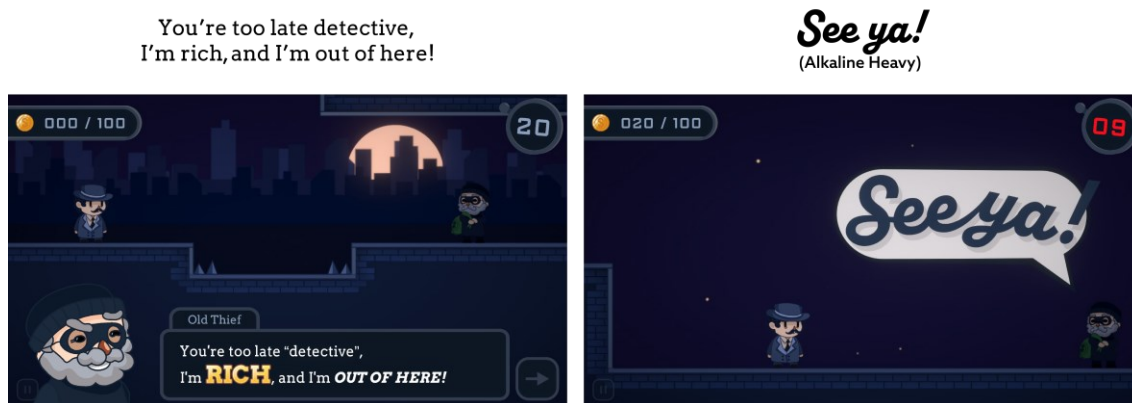 You're too late detective,
I'm rich, and I'm out of here!
See ya!
(Alkaline Heavy)
000 / 100
20
Old Thief
You're too late “detective”,
I'm RICH, and I'm OUT OF HERE!
020 / 100
09
See ya!